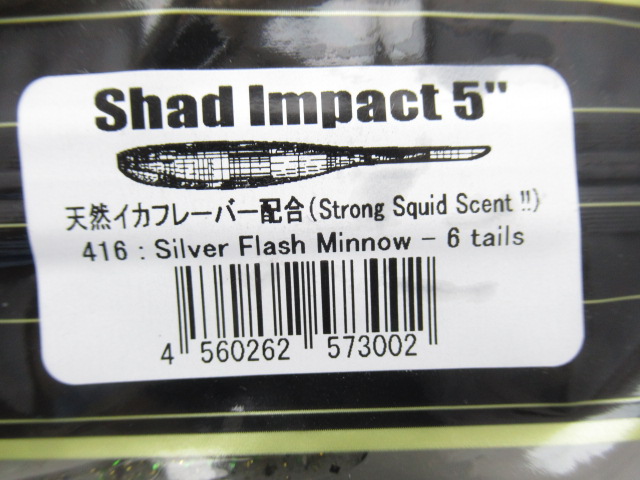 Shad Impact 5"
天然イカフレーバー配合(Strong Squid Scent !!)
416 : Silver Flash Minnow - 6 tails
4 560262 573002